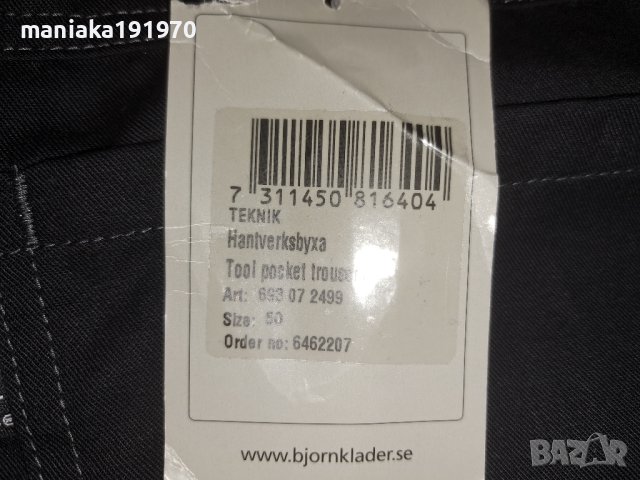 maniaka191970
7 311450 816404
TEKNIK
Hantverksbyxa
Tool pocket
Art: 693 07 2499
Size: 50
Order no: 6462207
www.bjornklader.se
BAZAR